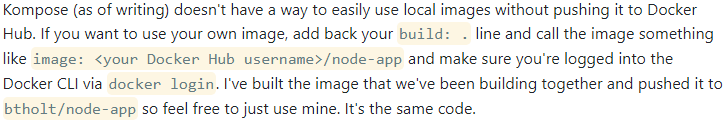 Kompose (as of writing) doesn't have a way to easily use local images without pushing it to Docker
Hub. If you want to use your own image, add back your build: . line and call the image something
like image: <your Docker Hub username>/node-app and make sure you're logged into the
Docker CLI via docker login. I've built the image that we've been building together and pushed it to
btholt/node-app so feel free to just use mine. It's the same code.